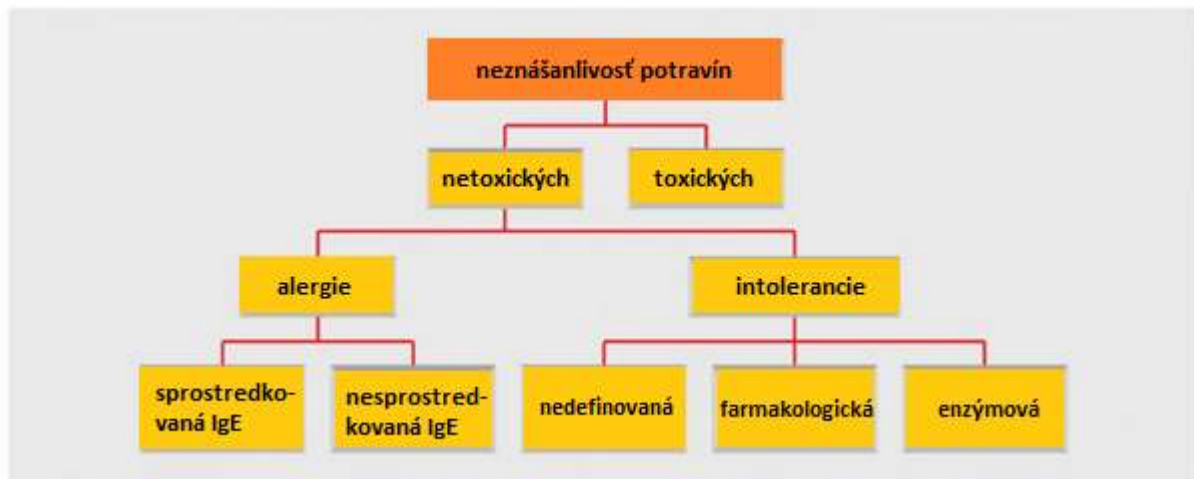 neznášanlivosť potravín
netoxických
toxických
alergie
intolerancie
sprostredko-
vaná IgE
nesprostred-
kovaná IgE
nedefinovaná
farmakologická
enzýmová